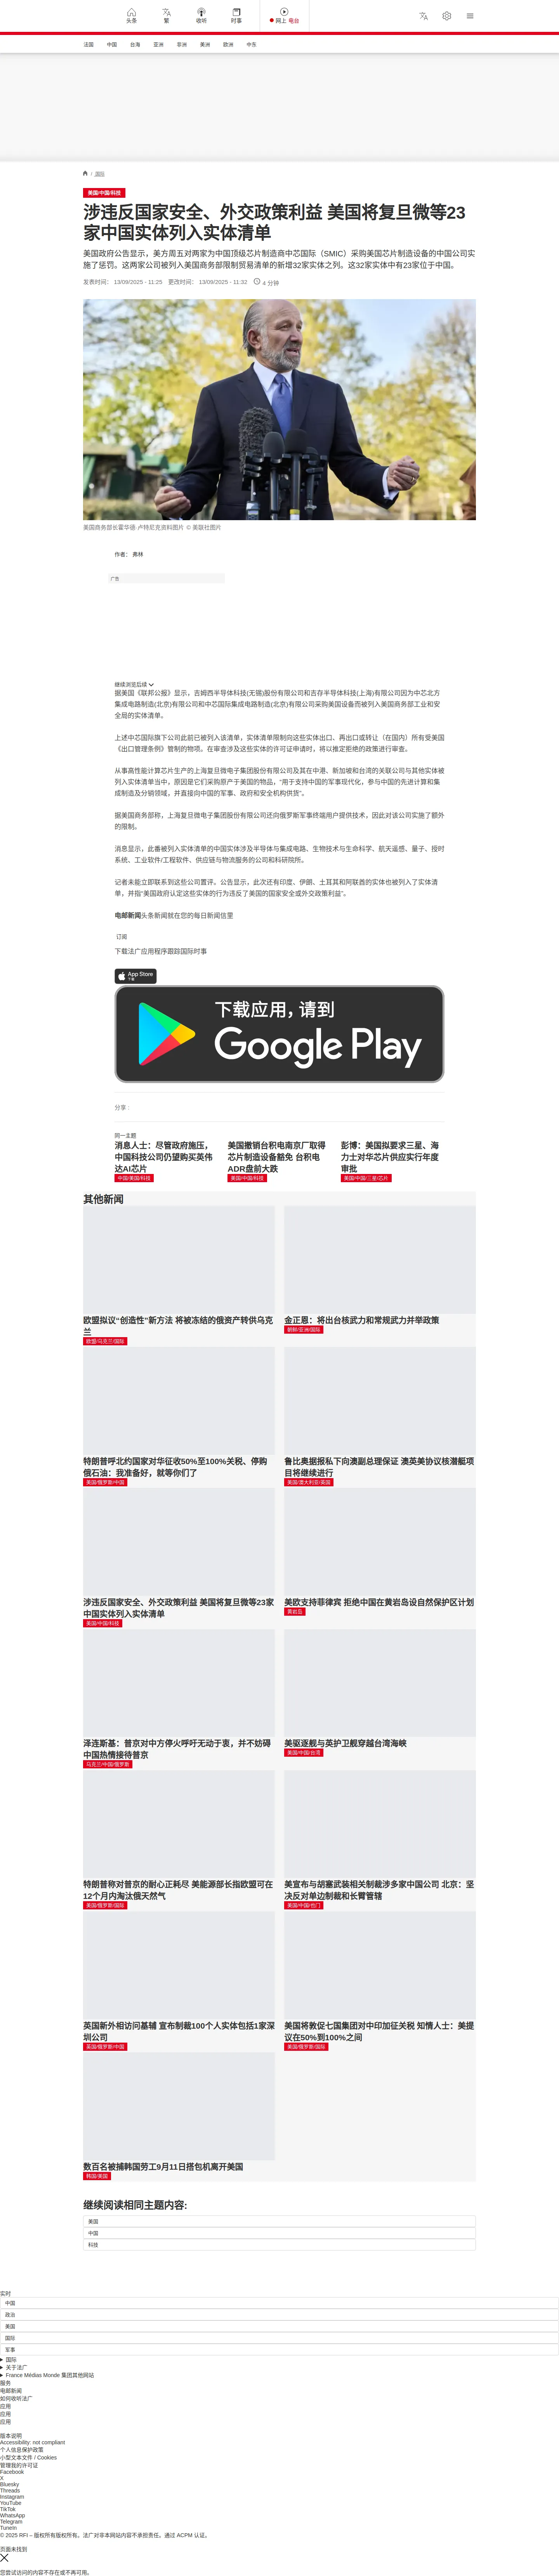 头条
繁
收听
时事
网上 电台
法国
中国
台海
亚洲
非洲
美洲
欧洲
中东
/ 国际
美国/中国/科技
涉违反国家安全、外交政策利益 美国将复旦微等23
家中国实体列入实体清单
美国政府公告显示，美方周五对两家为中国顶级芯片制造商中芯国际（SMIC）采购美国芯片制造设备的中国公司实
施了惩罚。这两家公司被列入美国商务部限制贸易清单的新增32家实体之列。这32家实体中有23家位于中国。
发表时间： 13/09/2025 - 11:25 更改时间： 13/09/2025 - 11:32 4 分钟
美国商务部长霍华德·卢特尼克资料图片 © 美联社图片
作者： 弗林
广告
继续浏览后续
据美国《联邦公报》显示，吉姆西半导体科技(无锡)股份有限公司和吉存半导体科技(上海)有限公司因为中芯北方
集成电路制造(北京)有限公司和中芯国际集成电路制造(北京)有限公司采购美国设备而被列入美国商务部工业和安
全局的实体清单。
上述中芯国际旗下公司此前已被列入该清单，实体清单限制向这些实体出口、再出口或转让（在国内）所有受美国
《出口管理条例》管制的物项。在审查涉及这些实体的许可证申请时，将以推定拒绝的政策进行审查。
从事高性能计算芯片生产的上海复旦微电子集团股份有限公司及其在中港、新加坡和台湾的关联公司与其他实体被
列入实体清单当中，原因是它们采购原产于美国的物品，“用于支持中国的军事现代化，参与中国的先进计算和集
成制造及分销领域，并直接向中国的军事、政府和安全机构供货”。
据美国商务部称，上海复旦微电子集团股份有限公司还向俄罗斯军事终端用户提供技术，因此对该公司实施了额外
的限制。
消息显示，此番被列入实体清单的中国实体涉及半导体与集成电路、生物技术与生命科学、航天遥感、量子、授时
系统、工业软件/工程软件、供应链与物流服务的公司和科研院所。
记者未能立即联系到这些公司置评。公告显示，此次还有印度、伊朗、土耳其和阿联酋的实体也被列入了实体清
单，并指“美国政府认定这些实体的行为违反了美国的国家安全或外交政策利益”。
电邮新闻头条新闻就在您的每日新闻信里
订阅
下载法广应用程序跟踪国际时事
App Store
下载
下载应用，请到
Google Play
分享 :
同一主题
消息人士：尽管政府施压，
中国科技公司仍望购买英伟
达AI芯片
中国/美国/科技
美国撤销台积电南京厂取得
芯片制造设备豁免 台积电
ADR盘前大跌
美国/中国/科技
彭博：美国拟要求三星、海
力士对华芯片供应实行年度
审批
美国/中国/三星/芯片
其他新闻
欧盟拟议“创造性”新方法 将被冻结的俄资产转供乌克
兰
欧盟/乌克兰/国际
金正恩：将出台核武力和常规武力并举政策
朝鲜/亚洲/国际
特朗普呼北约国家对华征收50%至100%关税、停购
俄石油：我准备好，就等你们了
美国/俄罗斯/中国
鲁比奥据报私下向澳副总理保证 澳英美协议核潜艇项
目将继续进行
美国/澳大利亚/英国
涉违反国家安全、外交政策利益 美国将复旦微等23家
中国实体列入实体清单
美国/中国/科技
美欧支持菲律宾 拒绝中国在黄岩岛设自然保护区计划
黄岩岛
泽连斯基：普京对中方停火呼吁无动于衷，并不妨碍
中国热情接待普京
乌克兰/中国/俄罗斯
美驱逐舰与英护卫舰穿越台湾海峡
美国/中国/台湾
特朗普称对普京的耐心正耗尽 美能源部长指欧盟可在
12个月内淘汰俄天然气
美国/俄罗斯/国际
美宣布与胡塞武装相关制裁涉多家中国公司 北京：坚
决反对单边制裁和长臂管辖
美国/中国/也门
英国新外相访问基辅 宣布制裁100个人实体包括1家深
圳公司
英国/俄罗斯/中国
美国将敦促七国集团对中印加征关税 知情人士：美提
议在50%到100%之间
美国/俄罗斯/国际
数百名被捕韩国劳工9月11日搭包机离开美国
韩国/美国
继续阅读相同主题内容:
美国
中国
科技
实时
中国
政治
美国
国际
军事
国际
关于法广
France Médias Monde 集团其他网站
服务
电邮新闻
如何收听法广
应用
应用
应用
版本说明
Accessibility: not compliant
个人信息保护政策
小型文本文件 / Cookies
管理我的许可证
Facebook
X
Bluesky
Threads
Instagram
YouTube
TikTok
WhatsApp
Telegram
TuneIn
© 2025 RFI – 版权所有版权所有。法广对非本网站内容不承担责任。通过 ACPM 认证。
页面未找到
您尝试访问的内容不存在或不再可用。